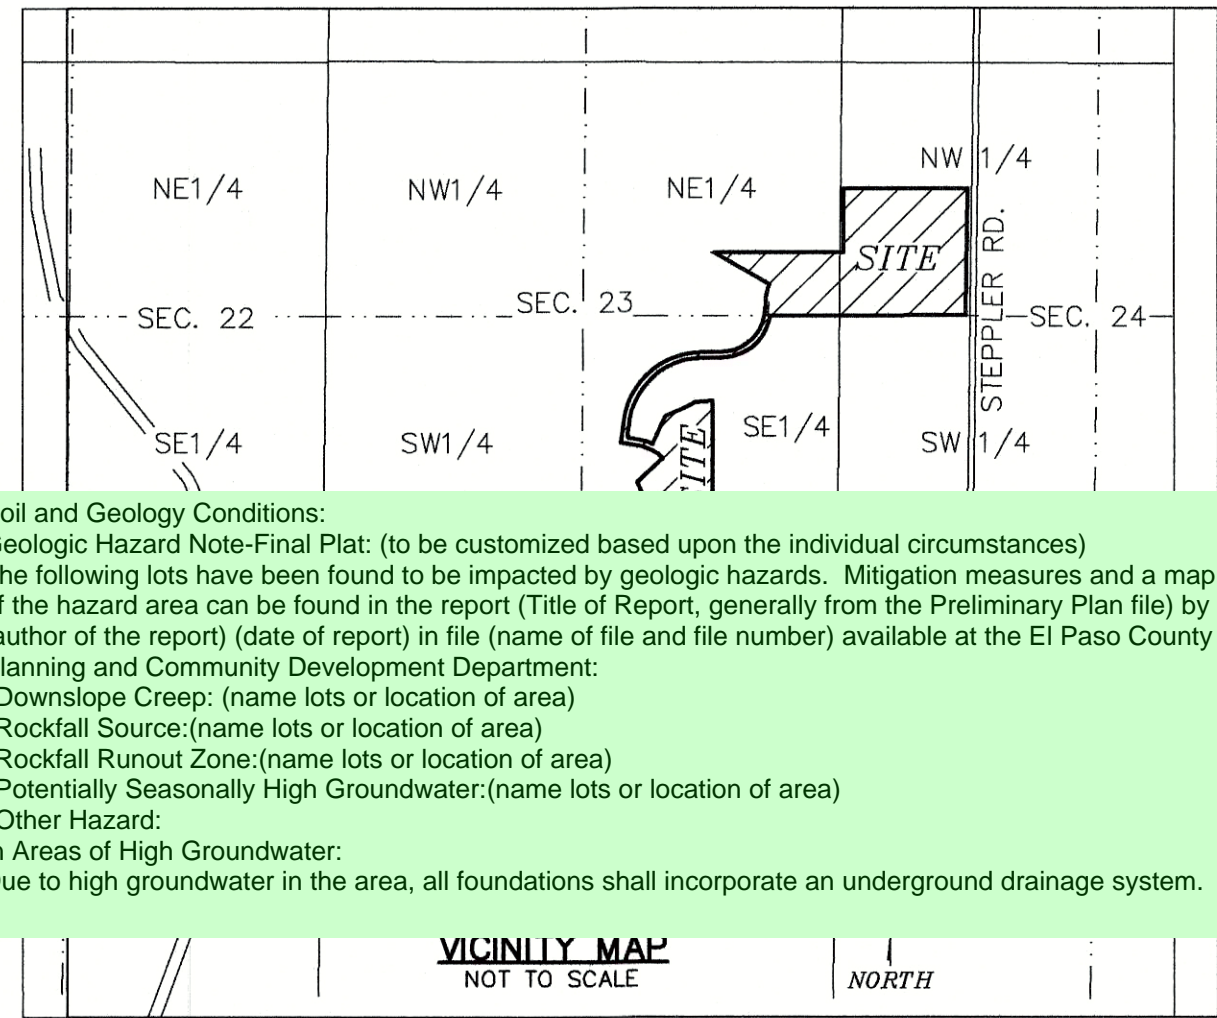 NW 1/4
NE1/4 NW1/4 NE1/4
SITE
STEPPLER RD.
SEC. 22 SEC. 23 SEC. 24
SE1/4 SW1/4 SE1/4 SW 1/4
ITE
oil and Geology Conditions:
eologic Hazard Note-Final Plat: (to be customized based upon the individual circumstances)
he following lots have been found to be impacted by geologic hazards. Mitigation measures and a map
f the hazard area can be found in the report (Title of Report, generally from the Preliminary Plan file) by
author of the report) (date of report) in file (name of file and file number) available at the El Paso County
lanning and Community Development Department:
Downslope Creep: (name lots or location of area)
Rockfall Source:(name lots or location of area)
Rockfall Runout Zone:(name lots or location of area)
Potentially Seasonally High Groundwater:(name lots or location of area)
Other Hazard:
n Areas of High Groundwater:
ue to high groundwater in the area, all foundations shall incorporate an underground drainage system.
VICINITY MAP
NOT TO SCALE
NORTH